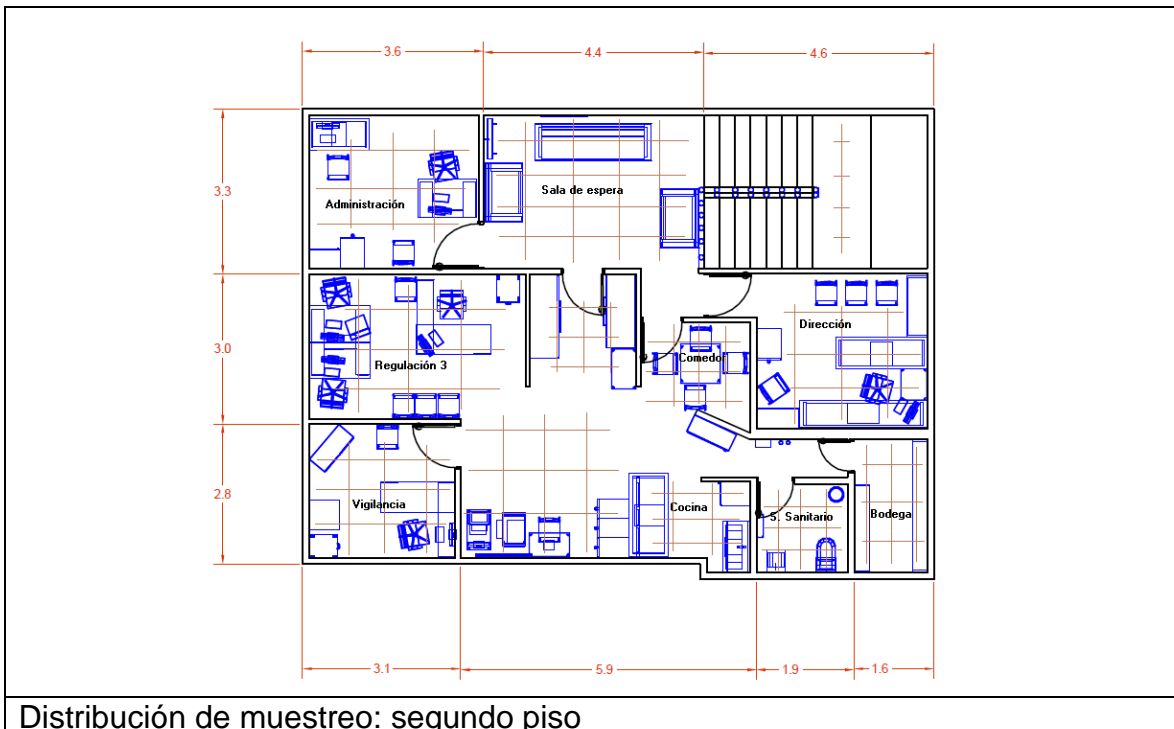 3.6
4.4
4.6
3.3
Sala de espera
Administración
3.0
Dirección
Comedor
Regulación 3
2.8
Vigilancia
Cocina
S. Sanitario
Bodega
3.1
5.9
1.9
1.6
Distribución de muestreo: segundo piso